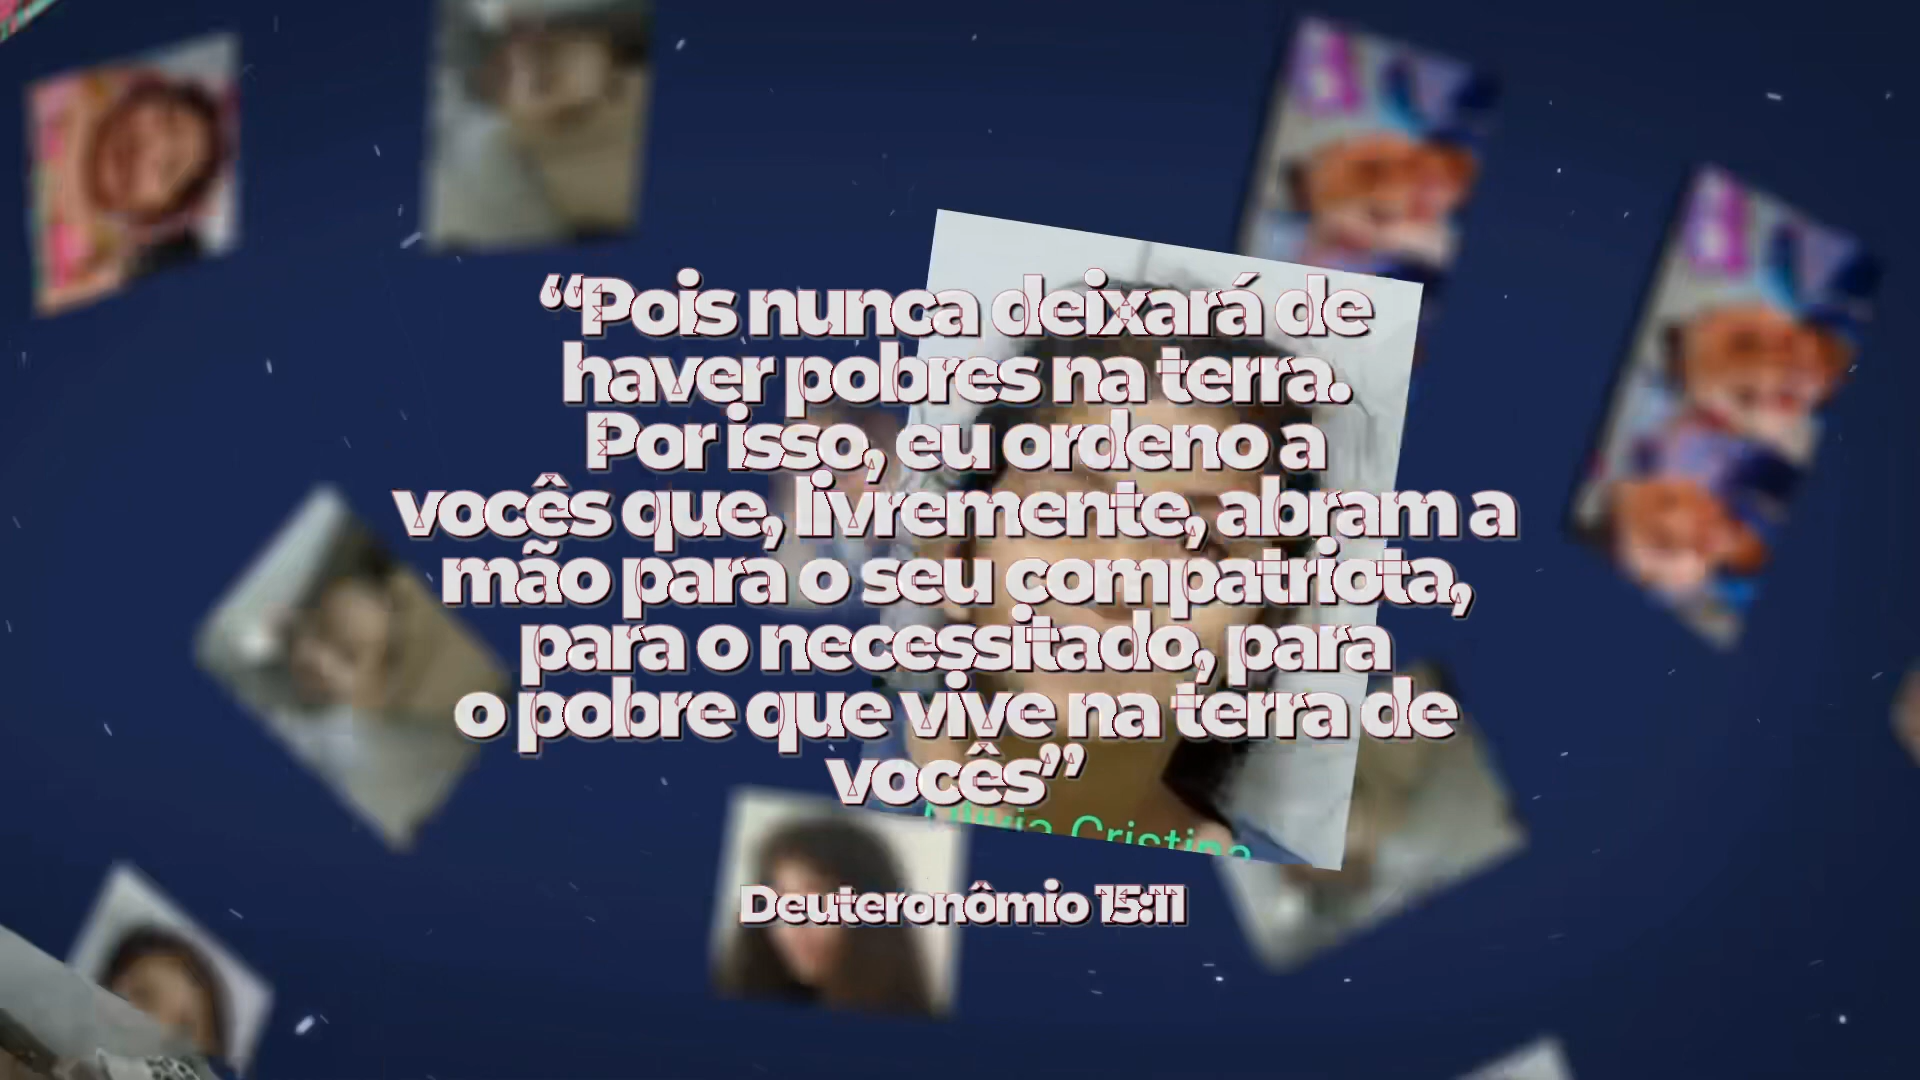 “Pois nunca deixará de
haver pobres na terra.
Por isso, eu ordeno a
vocês que, livremente, abram a
mão para o seu compatriota,
para o necessitado, para
o pobre que vive na terra de
vocês”
Cristina
Deuteronômio 15:11